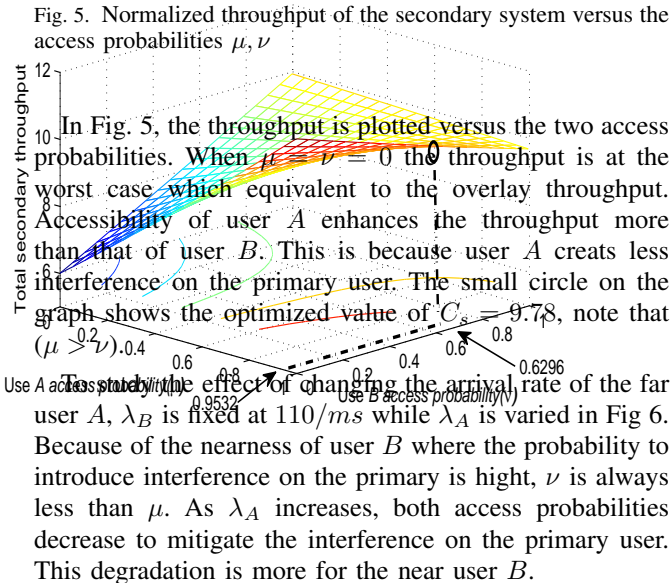 Fig. 5. Normalized throughput of the secondary system versus the
access probabilities μ, ν
Total secondary throughput
12
10
8
6
0
0.2
0.4
0.6
0.8
1
0
0.2
0.4
0.6
0.8
1
0.6296
0.9532
Use A access probability(μ)
Use B access probability(ν)
In Fig. 5, the throughput is plotted versus the two access
probabilities. When μ = ν = 0 the throughput is at the
worst case which equivalent to the overlay throughput.
Accessibility of user A enhances the throughput more
than that of user B. This is because user A creats less
interference on the primary user. The small circle on the
graph shows the optimized value of Cs = 9.78, note that
(μ > ν).
To study the effect of changing the arrival rate of the far
user A, λB is fixed at 110/ms while λA is varied in Fig 6.
Because of the nearness of user B where the probability to
introduce interference on the primary is hight, ν is always
less than μ. As λA increases, both access probabilities
decrease to mitigate the interference on the primary user.
This degradation is more for the near user B.